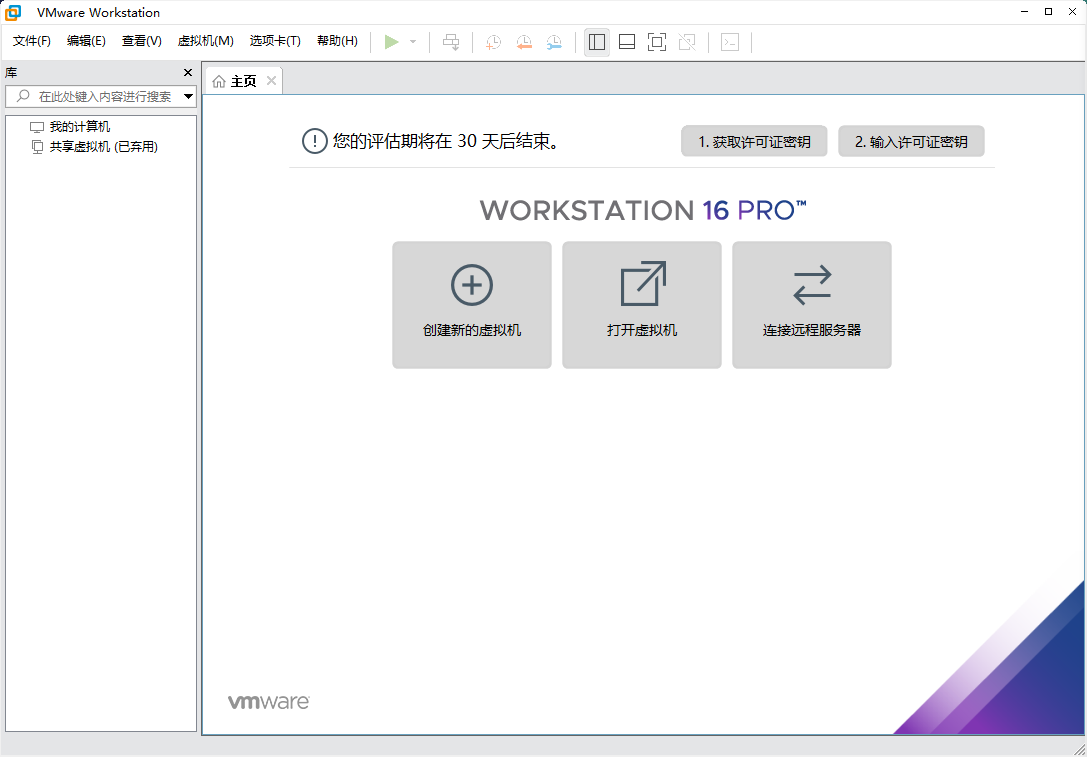 VMware Workstation
文件(F) 编辑(E) 查看(V) 虚拟机(M) 选项卡(T) 帮助(H)
库
在此处键入内容进行搜索
我的计算机
共享虚拟机 (已弃用)
主页
您的评估期将在 30 天后结束。
1. 获取许可证密钥
2. 输入许可证密钥
WORKSTATION 16 PRO™
创建新的虚拟机
打开虚拟机
连接远程服务器
vmware